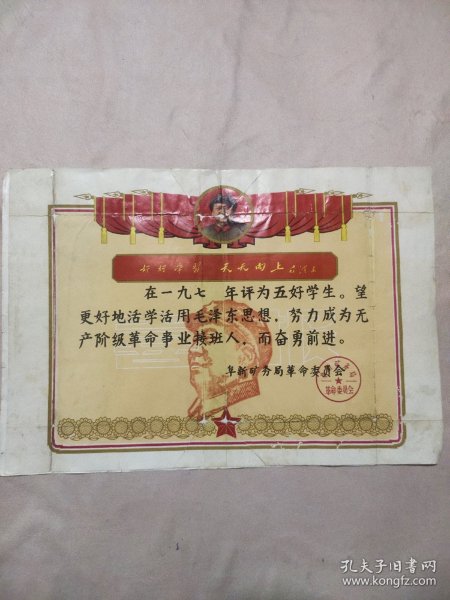 好好学习 天天向上
在一九七 年评为五好学生。望
更好地活学活用毛泽东思想，努力成为无
产阶级革命事业接班人，而奋勇前进。
阜新矿务局革命委员会
革命委员会
孔夫子旧书网
www.kongfz.com